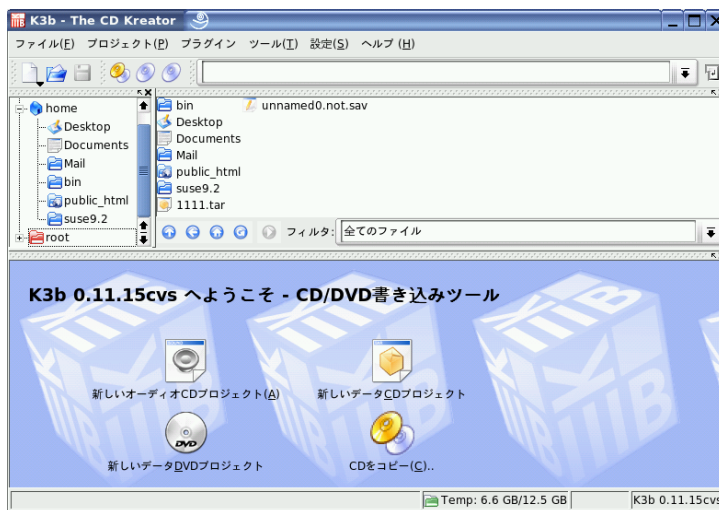 K3b - The CD Kreator
ファイル(F) プロジェクト(P) プラグイン ツール(T) 設定(S) ヘルプ (H)
home
Desktop
Documents
Mail
bin
public_html
suse9.2
root
bin
Desktop
Documents
Mail
public_html
suse9.2
1111.tar
unnamed0.not.sav
フィルタ: 全てのファイル
K3b 0.11.15cvs へようこそ - CD/DVD書き込みツール
新しいオーディオCDプロジェクト(A) 新しいデータCDプロジェクト
DVD
新しいデータDVDプロジェクト CDをコピー(C)..
Temp: 6.6 GB/12.5 GB K3b 0.11.15cvs